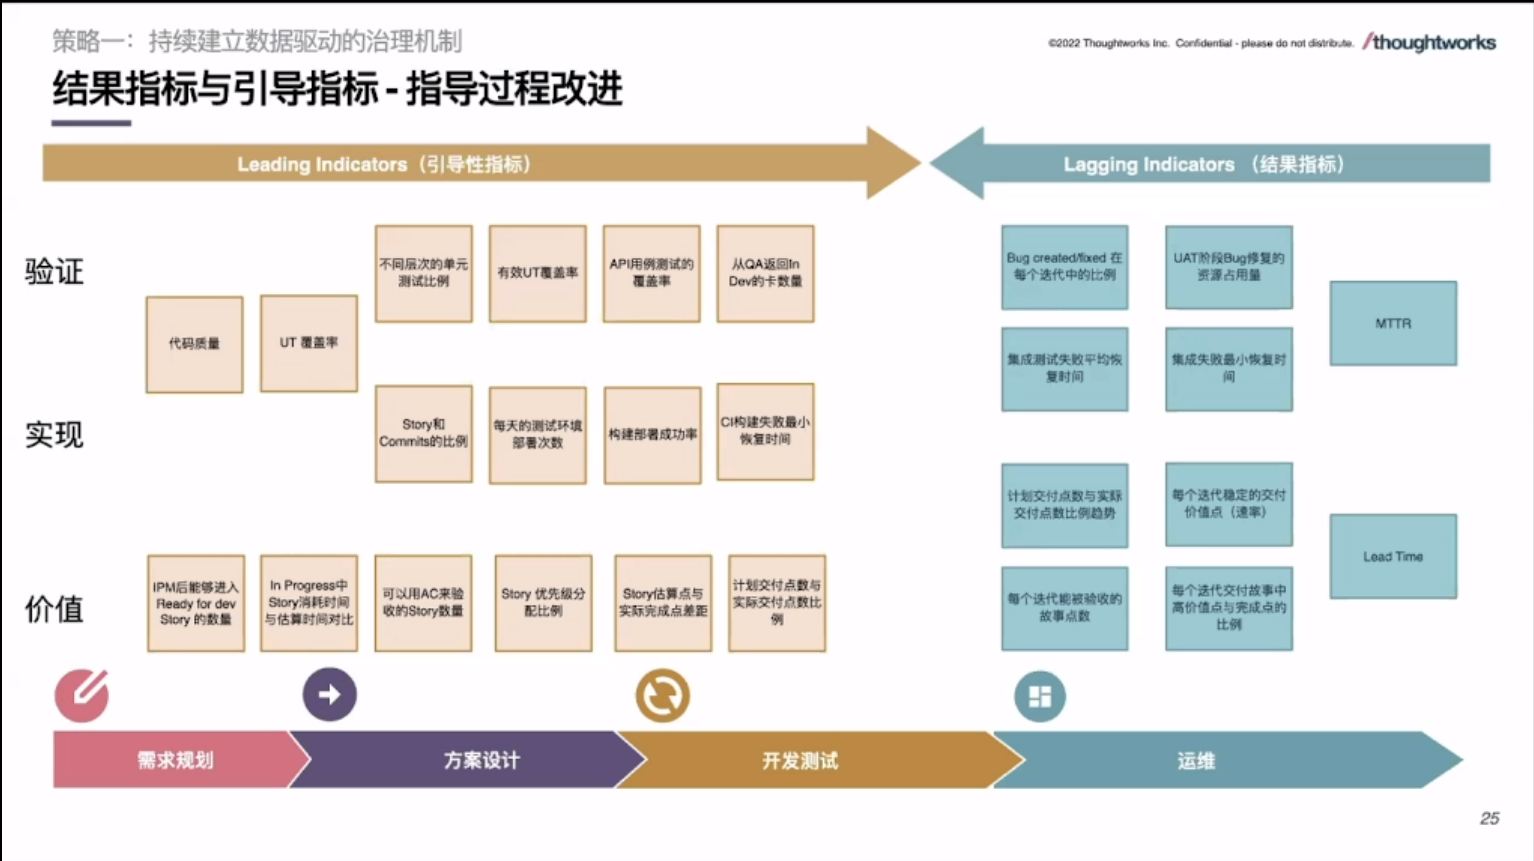 策略一：持续建立数据驱动的治理机制
©2022 Thoughtworks Inc. Confidential - please do not distribute.
/thoughtworks
结果指标与引导指标 - 指导过程改进
Leading Indicators（引导性指标）
Lagging Indicators （结果指标）
验证
代码质量
UT 覆盖率
不同层次的单元
测试比例
有效UT覆盖率
API用例测试的
覆盖率
从QA返回In
Dev的卡数量
Bug created/fixed 在
每个迭代中的比例
UAT阶段Bug修复的
资源占用量
集成测试失败平均恢
复时间
集成失败最小恢复时
间
MTTR
实现
Story和
Commits的比例
每天的测试环境
部署次数
构建部署成功率
CI构建失败最小
恢复时间
价值
IPM后能够进入
Ready for dev
Story 的数量
In Progress中
Story消耗时间
与估算时间对比
可以用AC来验
收的Story数量
Story 优先级分
配比例
Story估算点与
实际完成点差距
计划交付点数与
实际交付点数比
例
计划交付点数与实际
交付点数比例趋势
每个迭代稳定的交付
价值点（速率）
每个迭代能被验收的
故事点数
每个迭代交付故事中
高价值点与完成点的
比例
Lead Time
需求规划
方案设计
开发测试
运维
25